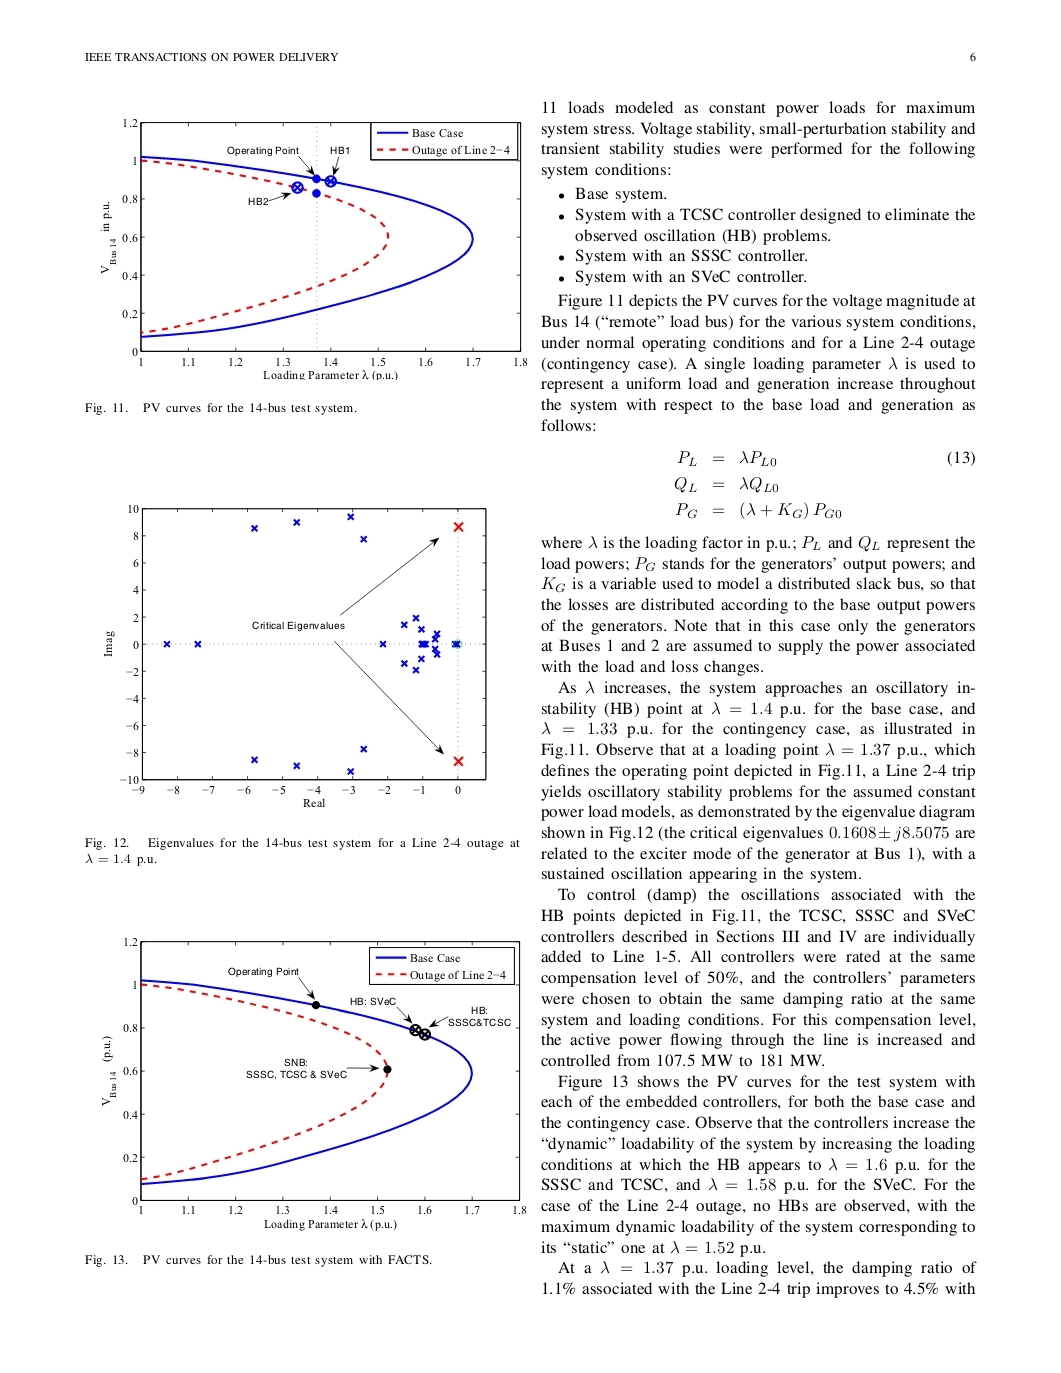 IEEE TRANSACTIONS ON POWER DELIVERY
6
1.2
1
0.8
0.6
0.4
0.2
0
V Bus 14 in p.u.
Base Case
Outage of Line 2−4
Operating Point
HB1
HB2
1 1.1 1.2 1.3 1.4 1.5 1.6 1.7 1.8
Loading Parameter λ (p.u.)
Fig. 11. PV curves for the 14-bus test system.
10
8
6
4
2
0
−2
−4
−6
−8
−10
Imag
Critical Eigenvalues
−9 −8 −7 −6 −5 −4 −3 −2 −1 0
Real
Fig. 12. Eigenvalues for the 14-bus test system for a Line 2-4 outage at
λ = 1.4 p.u.
1.2
1
0.8
0.6
0.4
0.2
0
V Bus 14 (p.u.)
Base Case
Outage of Line 2−4
Operating Point
HB: SVeC
HB:
SSSC&TCSC
SNB:
SSSC, TCSC & SVeC
1 1.1 1.2 1.3 1.4 1.5 1.6 1.7 1.8
Loading Parameter λ (p.u.)
Fig. 13. PV curves for the 14-bus test system with FACTS.
11 loads modeled as constant power loads for maximum
system stress. Voltage stability, small-perturbation stability and
transient stability studies were performed for the following
system conditions:
• Base system.
• System with a TCSC controller designed to eliminate the
observed oscillation (HB) problems.
• System with an SSSC controller.
• System with an SVeC controller.
Figure 11 depicts the PV curves for the voltage magnitude at
Bus 14 (“remote” load bus) for the various system conditions,
under normal operating conditions and for a Line 2-4 outage
(contingency case). A single loading parameter λ is used to
represent a uniform load and generation increase throughout
the system with respect to the base load and generation as
follows:
P_L = λP_L0 (13)
Q_L = λQ_L0
P_G = (λ + K_G) P_G0
where λ is the loading factor in p.u.; P_L and Q_L represent the
load powers; P_G stands for the generators’ output powers; and
K_G is a variable used to model a distributed slack bus, so that
the losses are distributed according to the base output powers
of the generators. Note that in this case only the generators
at Buses 1 and 2 are assumed to supply the power associated
with the load and loss changes.
As λ increases, the system approaches an oscillatory in-
stability (HB) point at λ = 1.4 p.u. for the base case, and
λ = 1.33 p.u. for the contingency case, as illustrated in
Fig.11. Observe that at a loading point λ = 1.37 p.u., which
defines the operating point depicted in Fig.11, a Line 2-4 trip
yields oscillatory stability problems for the assumed constant
power load models, as demonstrated by the eigenvalue diagram
shown in Fig.12 (the critical eigenvalues 0.1608±j8.5075 are
related to the exciter mode of the generator at Bus 1), with a
sustained oscillation appearing in the system.
To control (damp) the oscillations associated with the
HB points depicted in Fig.11, the TCSC, SSSC and SVeC
controllers described in Sections III and IV are individually
added to Line 1-5. All controllers were rated at the same
compensation level of 50%, and the controllers’ parameters
were chosen to obtain the same damping ratio at the same
system and loading conditions. For this compensation level,
the active power flowing through the line is increased and
controlled from 107.5 MW to 181 MW.
Figure 13 shows the PV curves for the test system with
each of the embedded controllers, for both the base case and
the contingency case. Observe that the controllers increase the
“dynamic” loadability of the system by increasing the loading
conditions at which the HB appears to λ = 1.6 p.u. for the
SSSC and TCSC, and λ = 1.58 p.u. for the SVeC. For the
case of the Line 2-4 outage, no HBs are observed, with the
maximum dynamic loadability of the system corresponding to
its “static” one at λ = 1.52 p.u.
At a λ = 1.37 p.u. loading level, the damping ratio of
1.1% associated with the Line 2-4 trip improves to 4.5% with